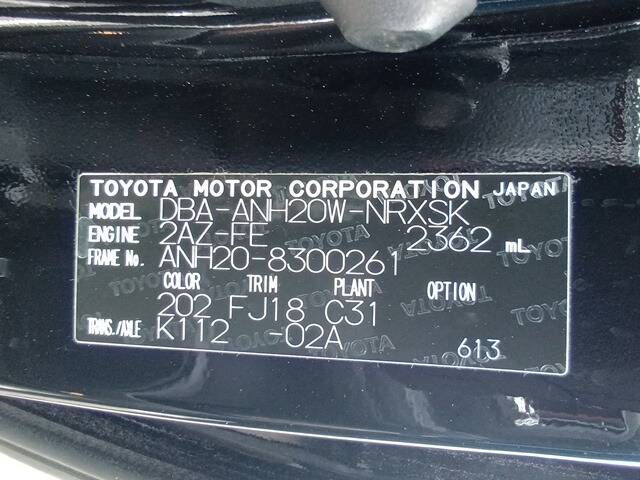 TOYOTA MOTOR CORPORATION JAPAN
MODEL DBA-ANH20W-NRXSK
ENGINE 2AZ-FE 2362 mL
FRAME No. ANH20-8300261
COLOR TRIM PLANT OPTION
202 FJ18 C31
TRANS./AXLE K112 -02A
613